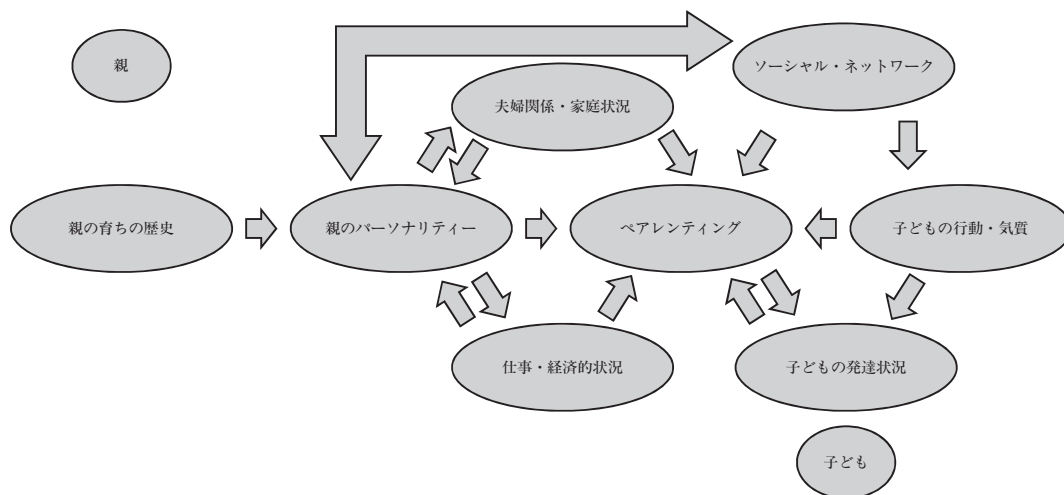 親
ソーシャル・ネットワーク
夫婦関係・家庭状況
親の育ちの歴史
親のパーソナリティー
ペアレンティング
子どもの行動・気質
仕事・経済的状況
子どもの発達状況
子ども